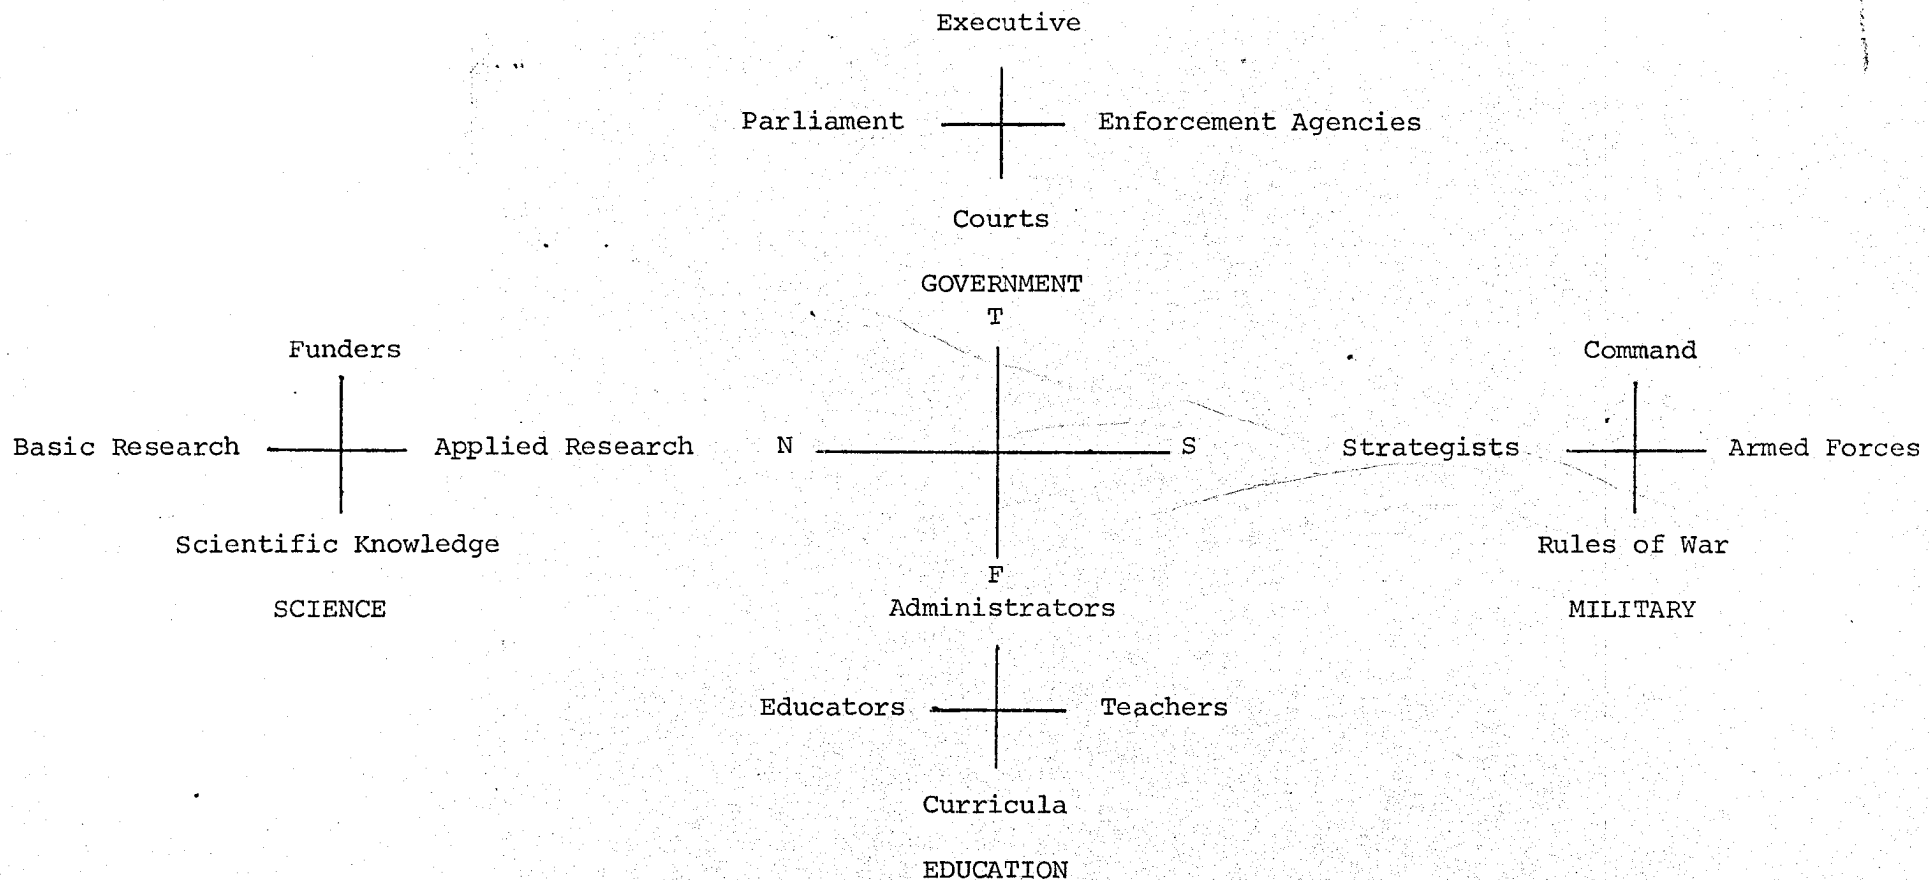 Executive
Parliament Enforcement Agencies
Courts
GOVERNMENT
T
Funders Command
Basic Research Applied Research N S Strategists Armed Forces
Scientific Knowledge Rules of War
F
SCIENCE Administrators MILITARY
Educators Teachers
Curricula
EDUCATION